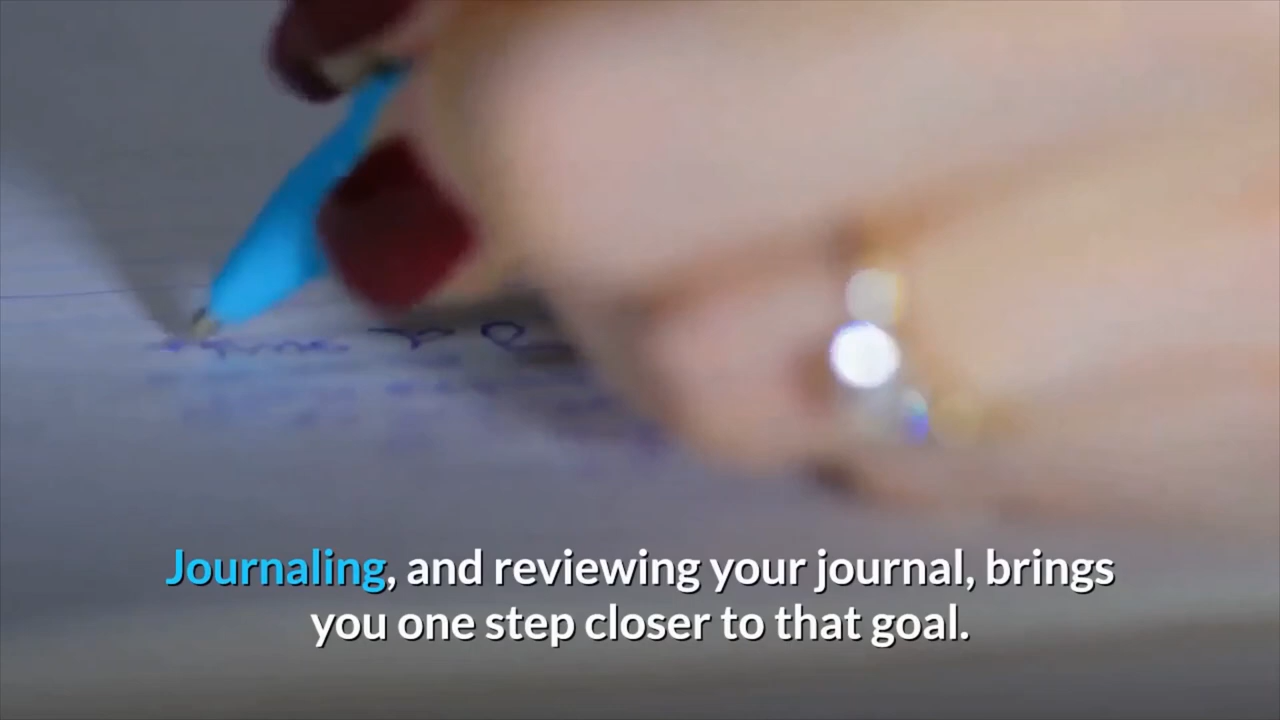 Journaling, and reviewing your journal, brings
you one step closer to that goal.